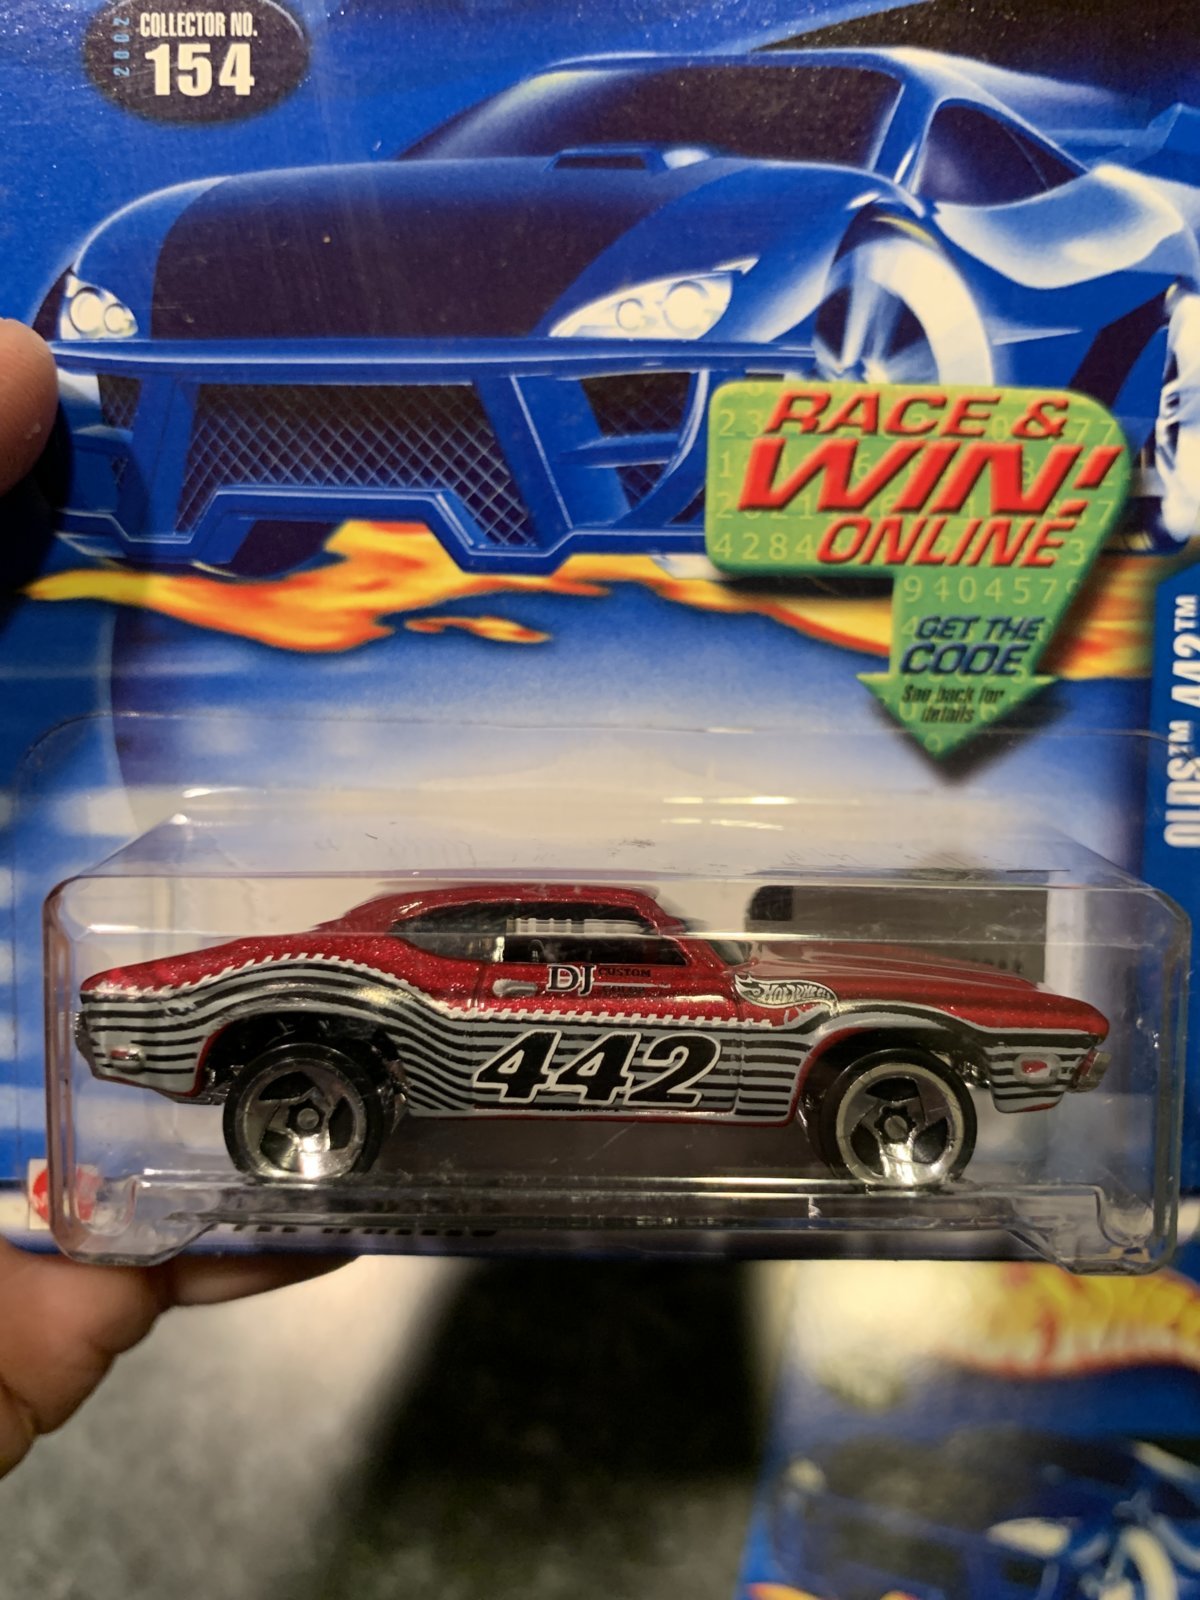 2002
COLLECTOR NO.
154
RACE &
WIN!
ONLINE
4284
9404579
GET THE
CODE
See back for
details
OLDS™ 442™
DJ CUSTOM
HOT WHEELS
442